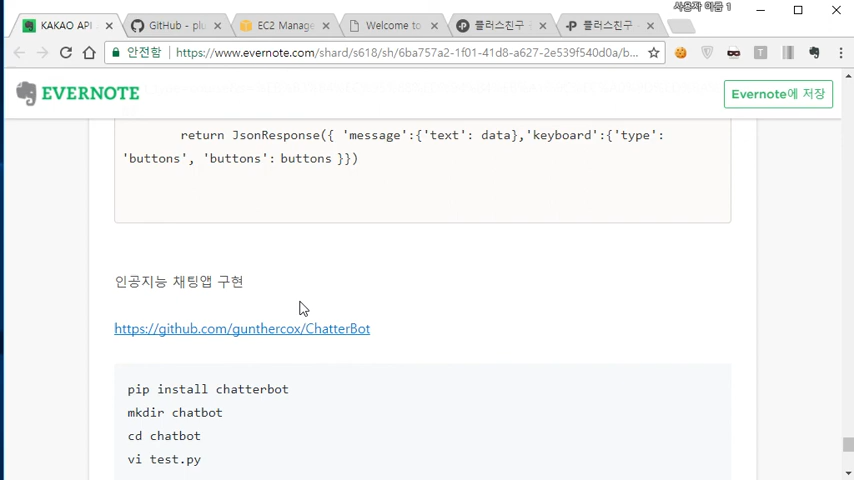 사용자 마품 1
KAKAO API
GitHub - plu
EC2 Manage
Welcome to
플러스친구
플러스친구 -
안전함 | https://www.evernote.com/shard/s618/sh/6ba757a2-1f01-41d8-a627-2e539f540d0a/b...
EVERNOTE
Evernote에 저장
return JsonResponse({ 'message':{'text': data},'keyboard':{'type':
'buttons', 'buttons': buttons }})
인공지능 채팅앱 구현
https://github.com/gunthercox/ChatterBot
pip install chatterbot
mkdir chatbot
cd chatbot
vi test.py